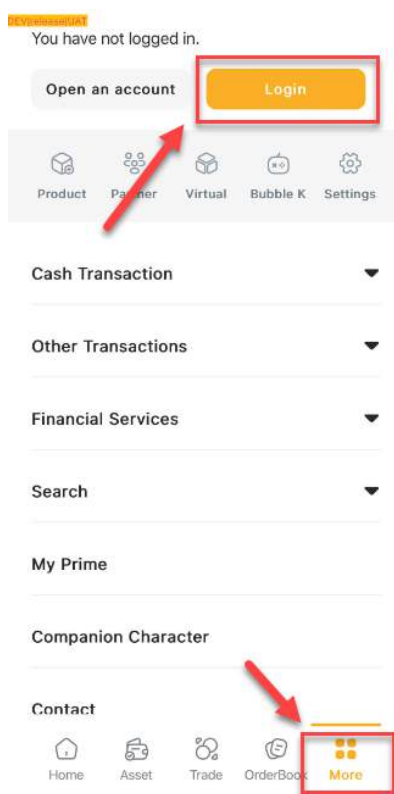 DEV|release|UAT
You have not logged in.
Open an account
Login
Product Partner Virtual Bubble K Settings
Cash Transaction
Other Transactions
Financial Services
Search
My Prime
Companion Character
Contact
Home Asset Trade OrderBook More